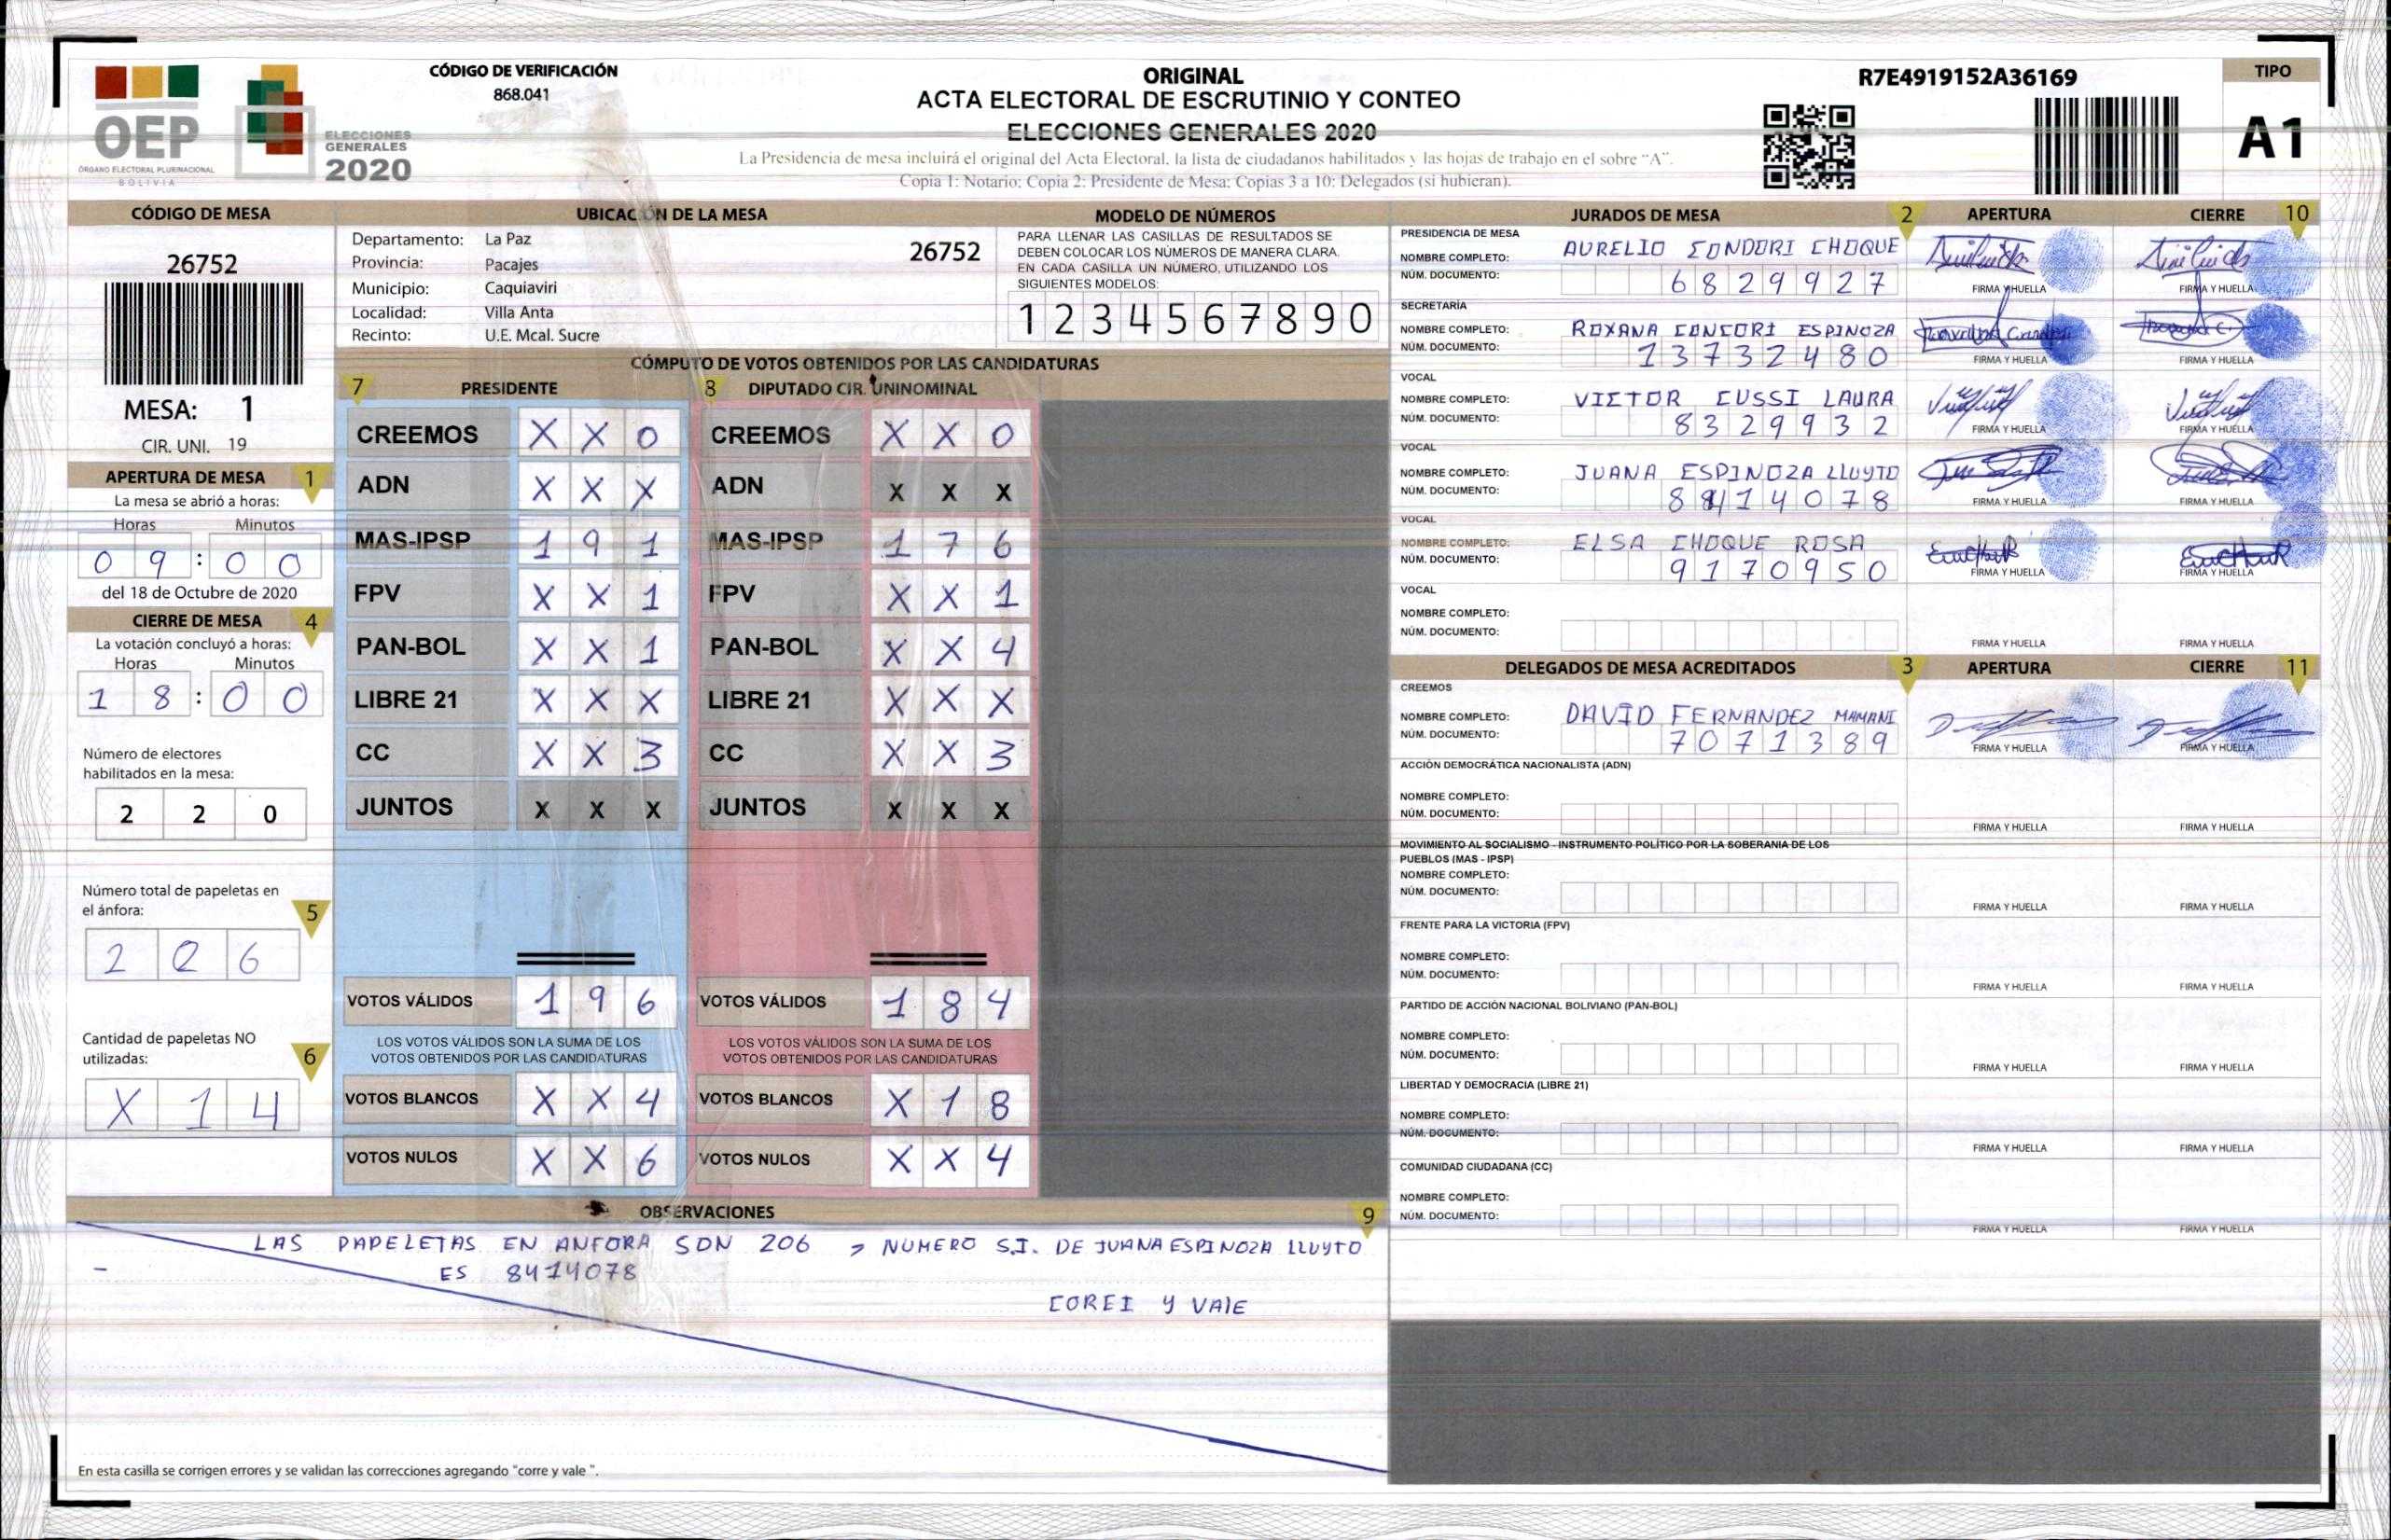 CÓDIGO DE VERIFICACIÓN
868.041
OEP
ÓRGANO ELECTORAL PLURINACIONAL
BOLIVIA
ELECCIONES
GENERALES
2020
ORIGINAL
ACTA ELECTORAL DE ESCRUTINIO Y CONTEO
ELECCIONES GENERALES 2020
La Presidencia de mesa incluirá el original del Acta Electoral, la lista de ciudadanos habilitados y las hojas de trabajo en el sobre "A".
Copia 1: Notario; Copia 2: Presidente de Mesa; Copias 3 a 10: Delegados (si hubieran).
R7E4919152A36169
TIPO
A1
CÓDIGO DE MESA
26752
MESA: 1
CIR. UNI. 19
APERTURA DE MESA 1
La mesa se abrió a horas:
Horas Minutos
0 9 : 0 0
del 18 de Octubre de 2020
CIERRE DE MESA 4
La votación concluyó a horas:
Horas Minutos
1 8 : 0 0
Número de electores
habilitados en la mesa:
2 2 0
Número total de papeletas en
el ánfora: 5
2 0 6
Cantidad de papeletas NO
utilizadas: 6
X 1 4
UBICACIÓN DE LA MESA
Departamento: La Paz
26752
Provincia: Pacajes
Municipio: Caquiaviri
Localidad: Villa Anta
Recinto: U.E. Mcal. Sucre
MODELO DE NÚMEROS
PARA LLENAR LAS CASILLAS DE RESULTADOS SE
DEBEN COLOCAR LOS NÚMEROS DE MANERA CLARA.
EN CADA CASILLA UN NÚMERO, UTILIZANDO LOS
SIGUIENTES MODELOS:
1 2 3 4 5 6 7 8 9 0
CÓMPUTO DE VOTOS OBTENIDOS POR LAS CANDIDATURAS
7 PRESIDENTE
CREEMOS X X 0
ADN X X X
MAS-IPSP 1 9 1
FPV X X 1
PAN-BOL X X 1
LIBRE 21 X X X
CC X X 3
JUNTOS X X X
VOTOS VÁLIDOS 1 9 6
LOS VOTOS VÁLIDOS SON LA SUMA DE LOS
VOTOS OBTENIDOS POR LAS CANDIDATURAS
VOTOS BLANCOS X X 4
VOTOS NULOS X X 6
8 DIPUTADO CIR. UNINOMINAL
CREEMOS X X 0
ADN X X X
MAS-IPSP 1 7 6
FPV X X 1
PAN-BOL X X 4
LIBRE 21 X X X
CC X X 3
JUNTOS X X X
VOTOS VÁLIDOS 1 8 4
LOS VOTOS VÁLIDOS SON LA SUMA DE LOS
VOTOS OBTENIDOS POR LAS CANDIDATURAS
VOTOS BLANCOS X 1 8
VOTOS NULOS X X 4
OBSERVACIONES 9
LAS PAPELETAS EN ANFORA SON 206 , NUMERO S.I. DE JUANA ESPINOZA LLUYTO
ES 8414078
COREI Y VALE
En esta casilla se corrigen errores y se validan las correcciones agregando "corre y vale ".
JURADOS DE MESA 2 APERTURA CIERRE 10
PRESIDENCIA DE MESA
NOMBRE COMPLETO: AURELIO CONDORI CHOQUE
NÚM. DOCUMENTO: 6829927
FIRMA Y HUELLA FIRMA Y HUELLA
SECRETARÍA
NOMBRE COMPLETO: ROXANA CONDORI ESPINOZA
NÚM. DOCUMENTO: 13732480
FIRMA Y HUELLA FIRMA Y HUELLA
VOCAL
NOMBRE COMPLETO: VICTOR CUSSI LAURA
NÚM. DOCUMENTO: 8329932
FIRMA Y HUELLA FIRMA Y HUELLA
VOCAL
NOMBRE COMPLETO: JUANA ESPINOZA LLUYTO
NÚM. DOCUMENTO: 8414078
FIRMA Y HUELLA FIRMA Y HUELLA
VOCAL
NOMBRE COMPLETO: ELSA CHOQUE ROSA
NÚM. DOCUMENTO: 9170950
FIRMA Y HUELLA FIRMA Y HUELLA
VOCAL
NOMBRE COMPLETO:
NÚM. DOCUMENTO:
FIRMA Y HUELLA FIRMA Y HUELLA
DELEGADOS DE MESA ACREDITADOS 3 APERTURA CIERRE 11
CREEMOS
NOMBRE COMPLETO: DAVID FERNANDEZ MAMANI
NÚM. DOCUMENTO: 7071389
FIRMA Y HUELLA FIRMA Y HUELLA
ACCIÓN DEMOCRÁTICA NACIONALISTA (ADN)
NOMBRE COMPLETO:
NÚM. DOCUMENTO:
FIRMA Y HUELLA FIRMA Y HUELLA
MOVIMIENTO AL SOCIALISMO - INSTRUMENTO POLÍTICO POR LA SOBERANIA DE LOS
PUEBLOS (MAS - IPSP)
NOMBRE COMPLETO:
NÚM. DOCUMENTO:
FIRMA Y HUELLA FIRMA Y HUELLA
FRENTE PARA LA VICTORIA (FPV)
NOMBRE COMPLETO:
NÚM. DOCUMENTO:
FIRMA Y HUELLA FIRMA Y HUELLA
PARTIDO DE ACCIÓN NACIONAL BOLIVIANO (PAN-BOL)
NOMBRE COMPLETO:
NÚM. DOCUMENTO:
FIRMA Y HUELLA FIRMA Y HUELLA
LIBERTAD Y DEMOCRACIA (LIBRE 21)
NOMBRE COMPLETO:
NÚM. DOCUMENTO:
FIRMA Y HUELLA FIRMA Y HUELLA
COMUNIDAD CIUDADANA (CC)
NOMBRE COMPLETO:
NÚM. DOCUMENTO:
FIRMA Y HUELLA FIRMA Y HUELLA